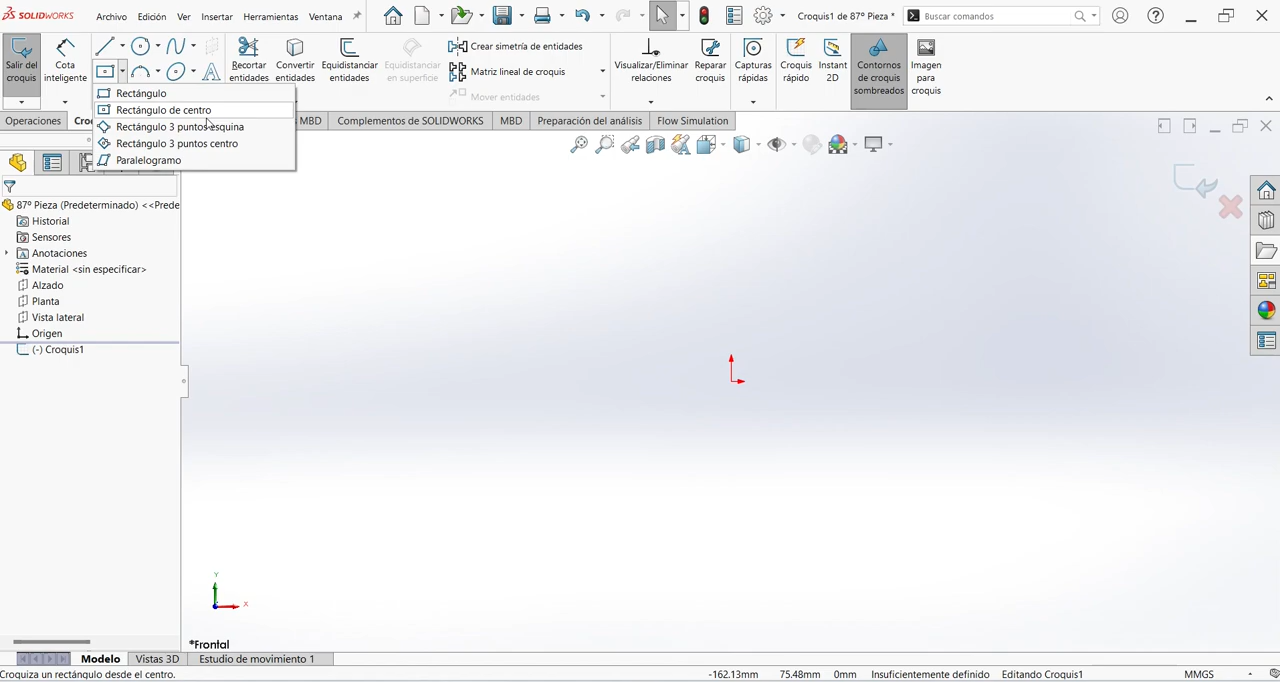 SOLIDWORKS
Archivo Edición Ver Insertar Herramientas Ventana
Croquis1 de 87º Pieza *
Buscar comandos
Salir del croquis
Cota inteligente
Recortar entidades
Convertir entidades
Equidistanciar entidades
Equidistanciar en superficie
Crear simetría de entidades
Matriz lineal de croquis
Mover entidades
Visualizar/Eliminar relaciones
Reparar croquis
Capturas rápidas
Croquis rápido
Instant 2D
Contornos de croquis sombreados
Imagen para croquis
Rectángulo
Rectángulo de centro
Rectángulo 3 puntos esquina
Rectángulo 3 puntos centro
Paralelogramo
Operaciones
MBD
Complementos de SOLIDWORKS
MBD
Preparación del análisis
Flow Simulation
87º Pieza (Predeterminado) <<Prede
Historial
Sensores
Anotaciones
Material <sin especificar>
Alzado
Planta
Vista lateral
Origen
(-) Croquis1
Y
X
*Frontal
Modelo Vistas 3D Estudio de movimiento 1
Croquiza un rectángulo desde el centro.
-162.13mm 75.48mm 0mm Insuficientemente definido Editando Croquis1 MMGS